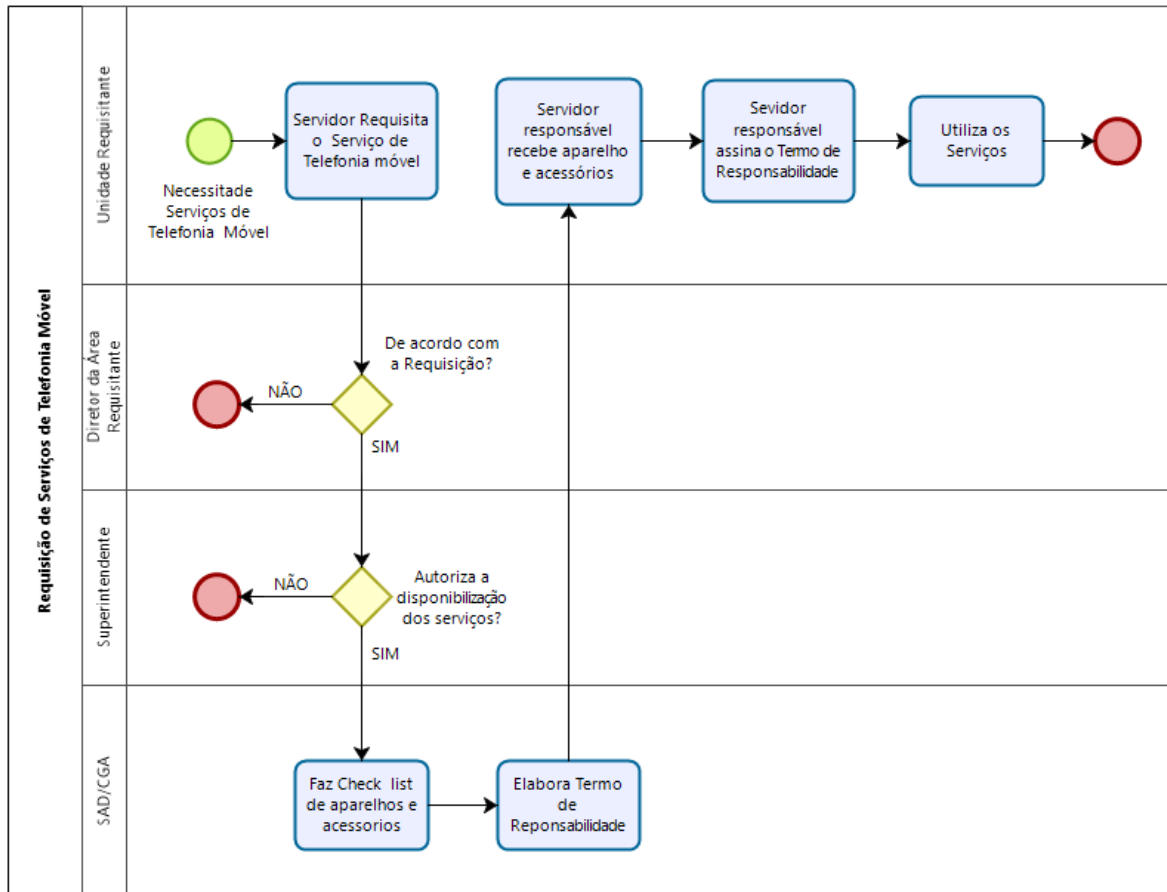 Requisição de Serviços de Telefonia Móvel
Unidade Requisitante
Necessitade
Serviços de
Telefonia Móvel
Servidor Requisita
o Serviço de
Telefonia móvel
Servidor
responsável
recebe aparelho
e acessórios
Sevidor
responsável
assina o Termo de
Responsabilidade
Utiliza os
Serviços
Diretor da Área
Requisitante
De acordo com
a Requisição?
NÃO
SIM
Superintendente
Autoriza a
disponibilização
dos serviços?
NÃO
SIM
SAD/CGA
Faz Check list
de aparelhos e
acessorios
Elabora Termo
de
Reponsabilidade